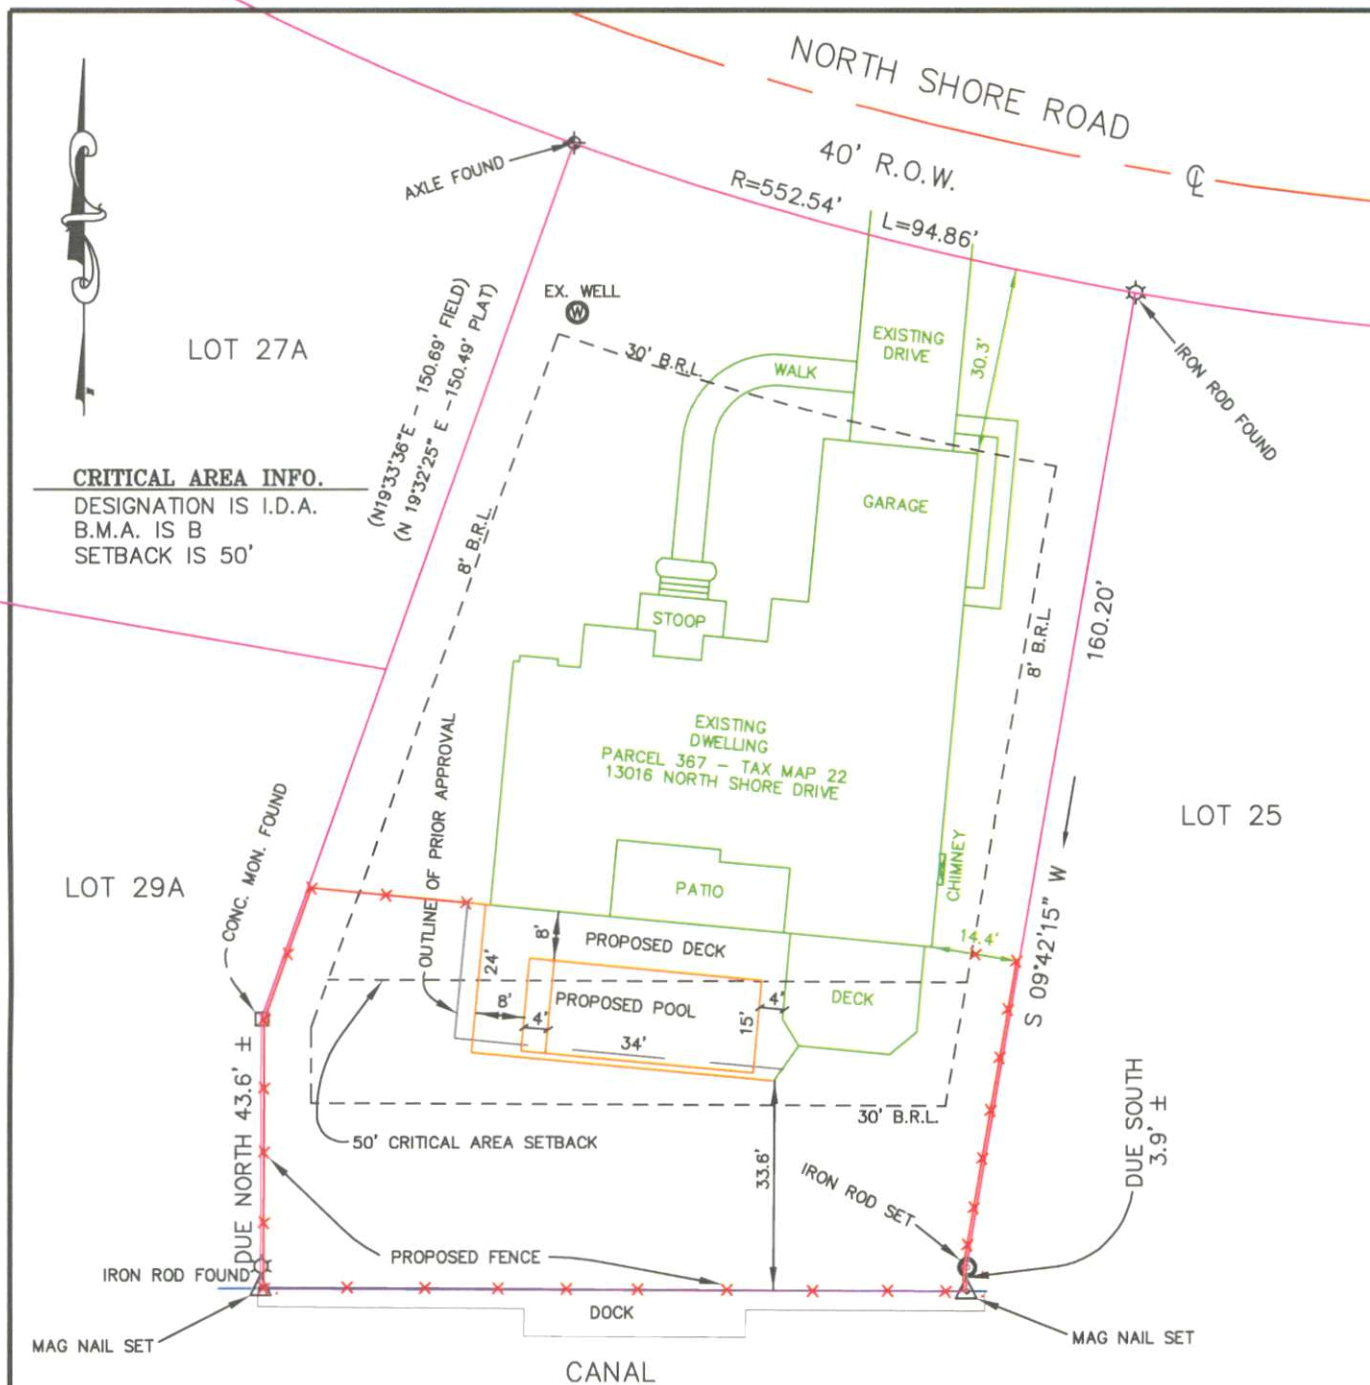 NORTH SHORE ROAD
40' R.O.W.
℄
R=552.54'
L=94.86'
AXLE FOUND
EX. WELL
W
LOT 27A
(N19°33'36"E - 150.69' FIELD)
(N 19°32'25" E -150.49' PLAT)
30' B.R.L.
WALK
EXISTING
DRIVE
30.3'
IRON ROD FOUND
CRITICAL AREA INFO.
DESIGNATION IS I.D.A.
B.M.A. IS B
SETBACK IS 50'
8' B.R.L.
GARAGE
STOOP
8' B.R.L.
160.20'
EXISTING
DWELLING
PARCEL 367 - TAX MAP 22
13016 NORTH SHORE DRIVE
OUTLINE OF PRIOR APPROVAL
CONC. MON. FOUND
LOT 29A
LOT 25
PATIO
CHIMNEY
S 09°42'15" W
14.4'
8'
PROPOSED DECK
24'
8'
4'
PROPOSED POOL
34'
15'
4'
DECK
DUE NORTH 43.6' ±
50' CRITICAL AREA SETBACK
30' B.R.L.
33.6'
IRON ROD SET
DUE SOUTH
3.9' ±
PROPOSED FENCE
IRON ROD FOUND
MAG NAIL SET
DOCK
MAG NAIL SET
CANAL